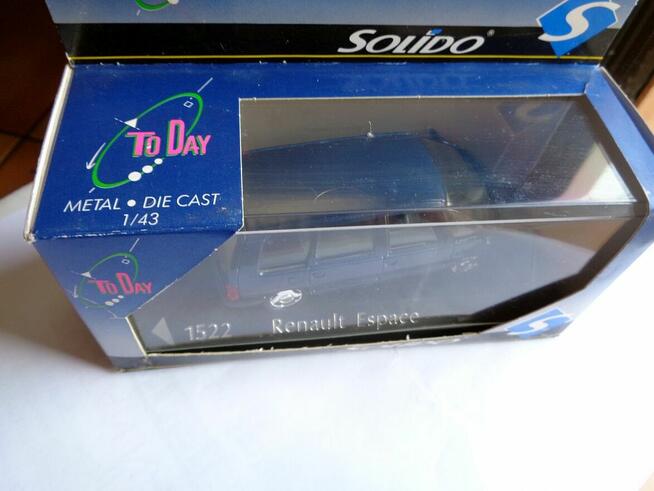 SOLIDO®
TO DAY
METAL • DIE CAST
1/43
TO DAY
1522 Renault Espace